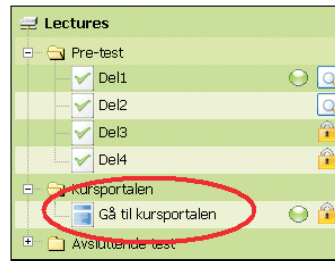 Lectures
Pre-test
Del1
Del2
Del3
Del4
Kursportalen
Gå til kursportalen
Avsluttende test